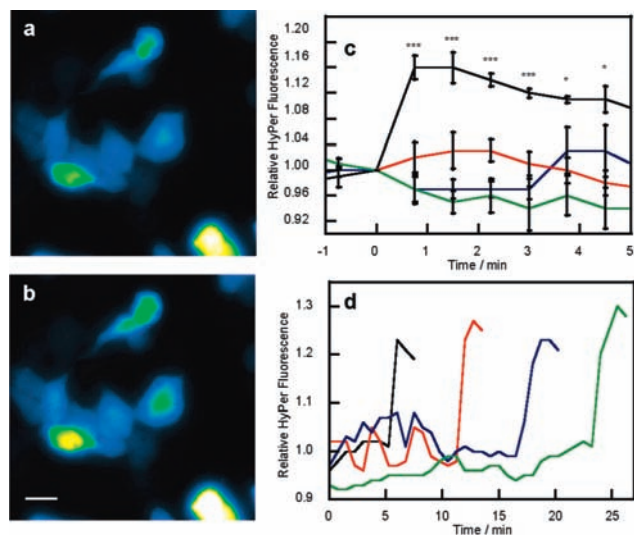 a
b
c
Relative HyPer Fluorescence
1.20
1.16
1.12
1.08
1.04
1.00
0.96
0.92
*** *** *** *** * *
-1 0 1 2 3 4 5
Time / min
d
Relative HyPer Fluorescence
1.3
1.2
1.1
1.0
0.9
0 5 10 15 20 25
Time / min